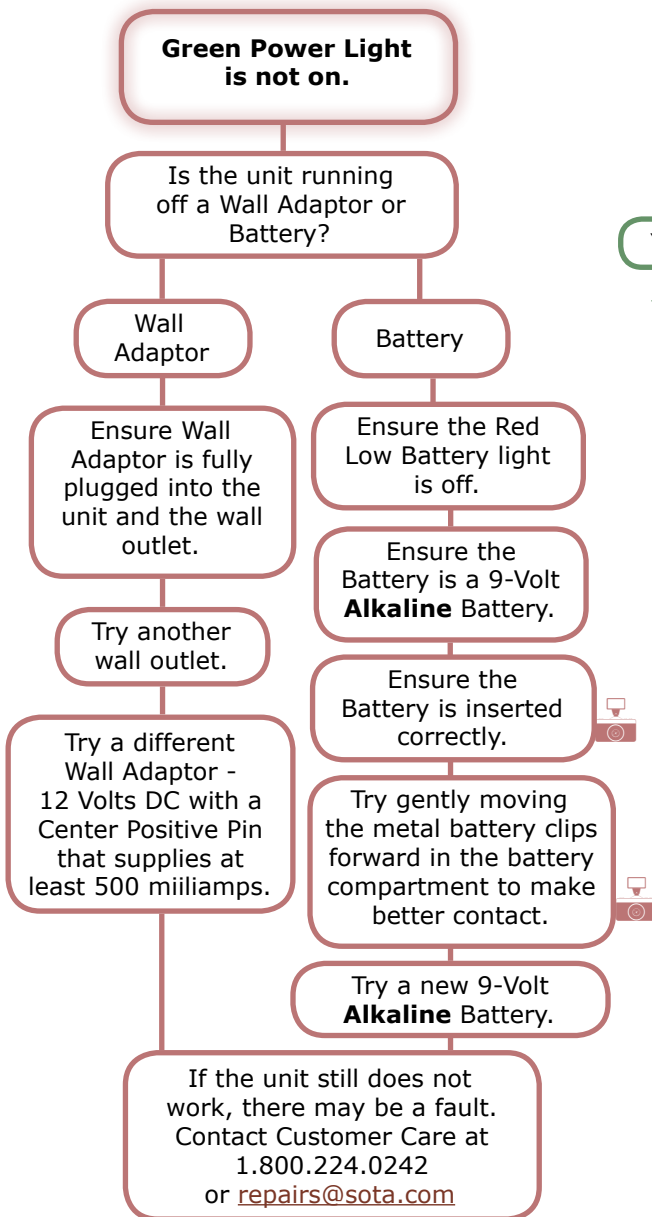 Green Power Light
is not on.
Is the unit running
off a Wall Adaptor or
Battery?
Wall
Adaptor
Battery
Ensure Wall
Adaptor is fully
plugged into the
unit and the wall
outlet.
Try another
wall outlet.
Try a different
Wall Adaptor -
12 Volts DC with a
Center Positive Pin
that supplies at
least 500 miiliamps.
Ensure the Red
Low Battery light
is off.
Ensure the
Battery is a 9-Volt
Alkaline Battery.
Ensure the
Battery is inserted
correctly.
Try gently moving
the metal battery clips
forward in the battery
compartment to make
better contact.
Try a new 9-Volt
Alkaline Battery.
If the unit still does not
work, there may be a fault.
Contact Customer Care at
1.800.224.0242
or repairs@sota.com